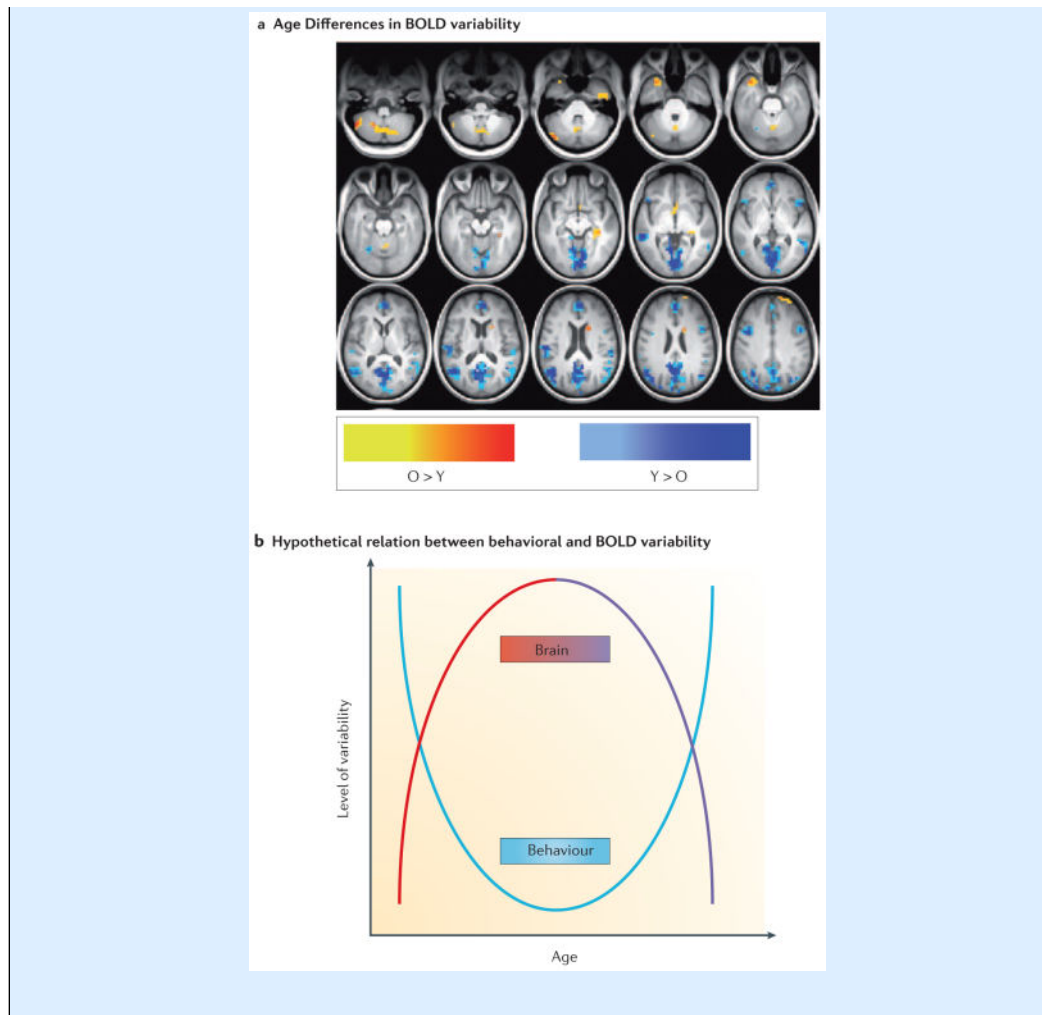 a Age Differences in BOLD variability
O > Y
Y > O
b Hypothetical relation between behavioral and BOLD variability
Brain
Level of variability
Behaviour
Age